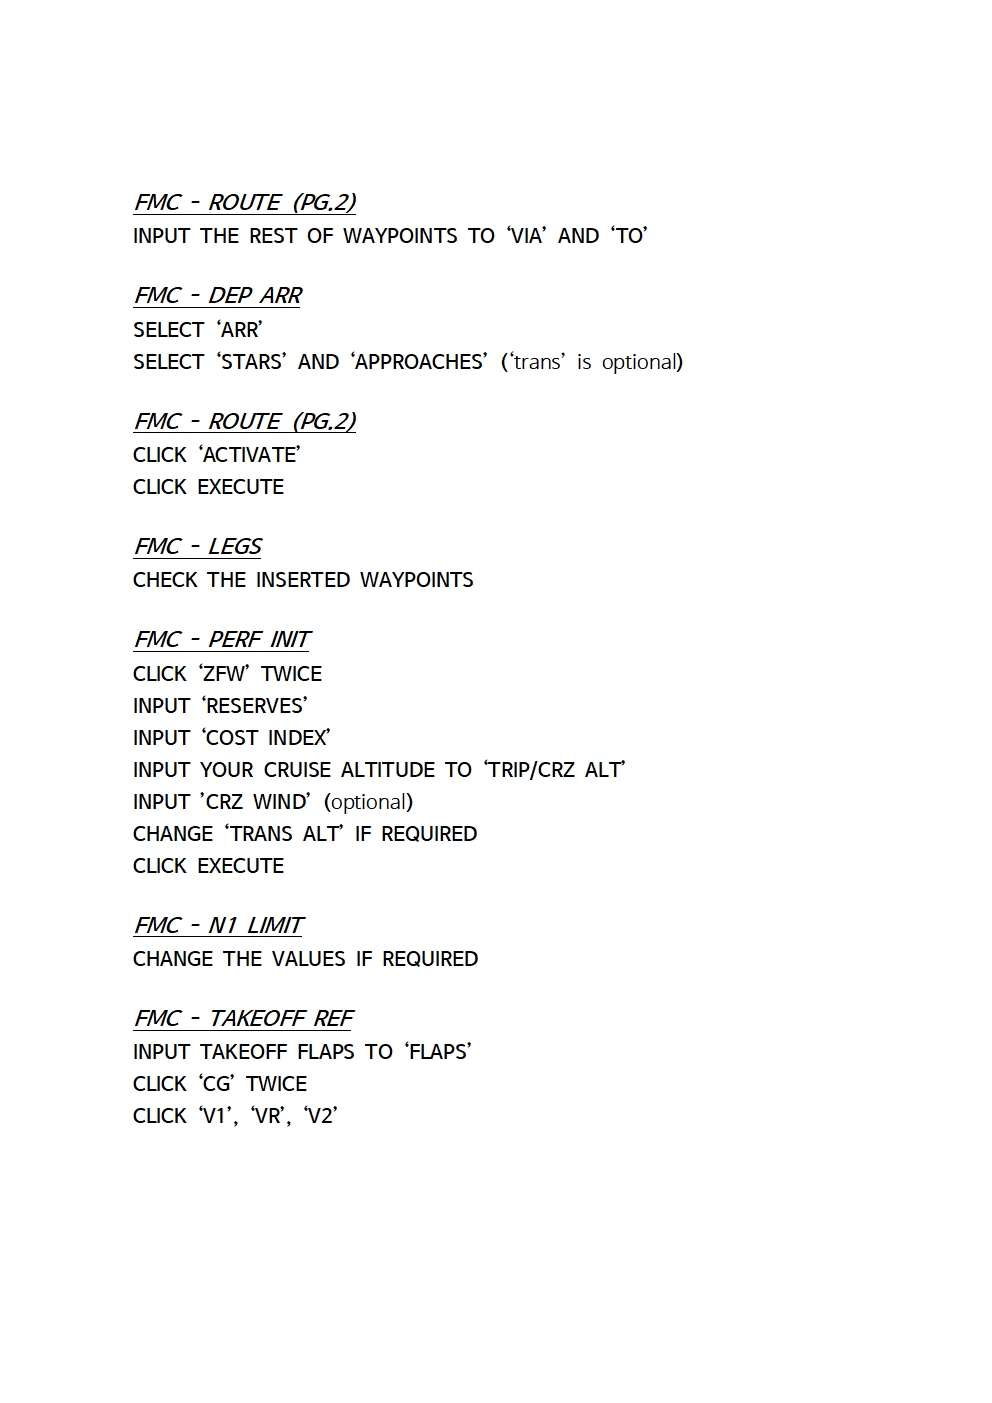 FMC - ROUTE (PG.2)
INPUT THE REST OF WAYPOINTS TO ‘VIA’ AND ‘TO’
FMC - DEP ARR
SELECT ‘ARR’
SELECT ‘STARS’ AND ‘APPROACHES’ (‘trans’ is optional)
FMC - ROUTE (PG.2)
CLICK ‘ACTIVATE’
CLICK EXECUTE
FMC - LEGS
CHECK THE INSERTED WAYPOINTS
FMC - PERF INIT
CLICK ‘ZFW’ TWICE
INPUT ‘RESERVES’
INPUT ‘COST INDEX’
INPUT YOUR CRUISE ALTITUDE TO ‘TRIP/CRZ ALT’
INPUT ’CRZ WIND’ (optional)
CHANGE ‘TRANS ALT’ IF REQUIRED
CLICK EXECUTE
FMC - N1 LIMIT
CHANGE THE VALUES IF REQUIRED
FMC - TAKEOFF REF
INPUT TAKEOFF FLAPS TO ‘FLAPS’
CLICK ‘CG’ TWICE
CLICK ‘V1’, ‘VR’, ‘V2’